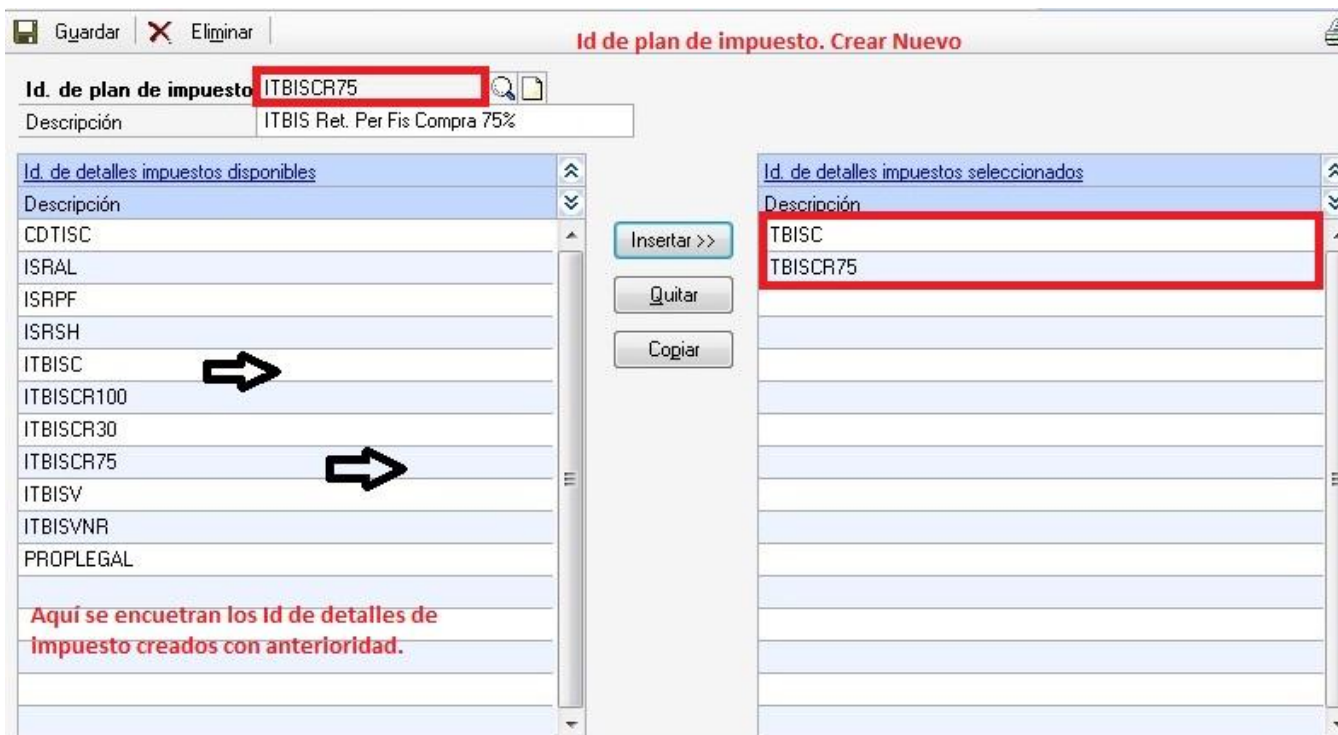 Guardar Eliminar
Id de plan de impuesto. Crear Nuevo
Id. de plan de impuesto ITBISCR75
Descripción ITBIS Ret. Per Fis Compra 75%
Id. de detalles impuestos disponibles
Descripción
CDTISC
ISRAL
ISRPF
ISRSH
ITBISC
ITBISCR100
ITBISCR30
ITBISCR75
ITBISV
ITBISVNR
PROPLEGAL
Aquí se encuetran los Id de detalles de
impuesto creados con anterioridad.
Insertar >>
Quitar
Copiar
Id. de detalles impuestos seleccionados
Descripción
TBISC
TBISCR75